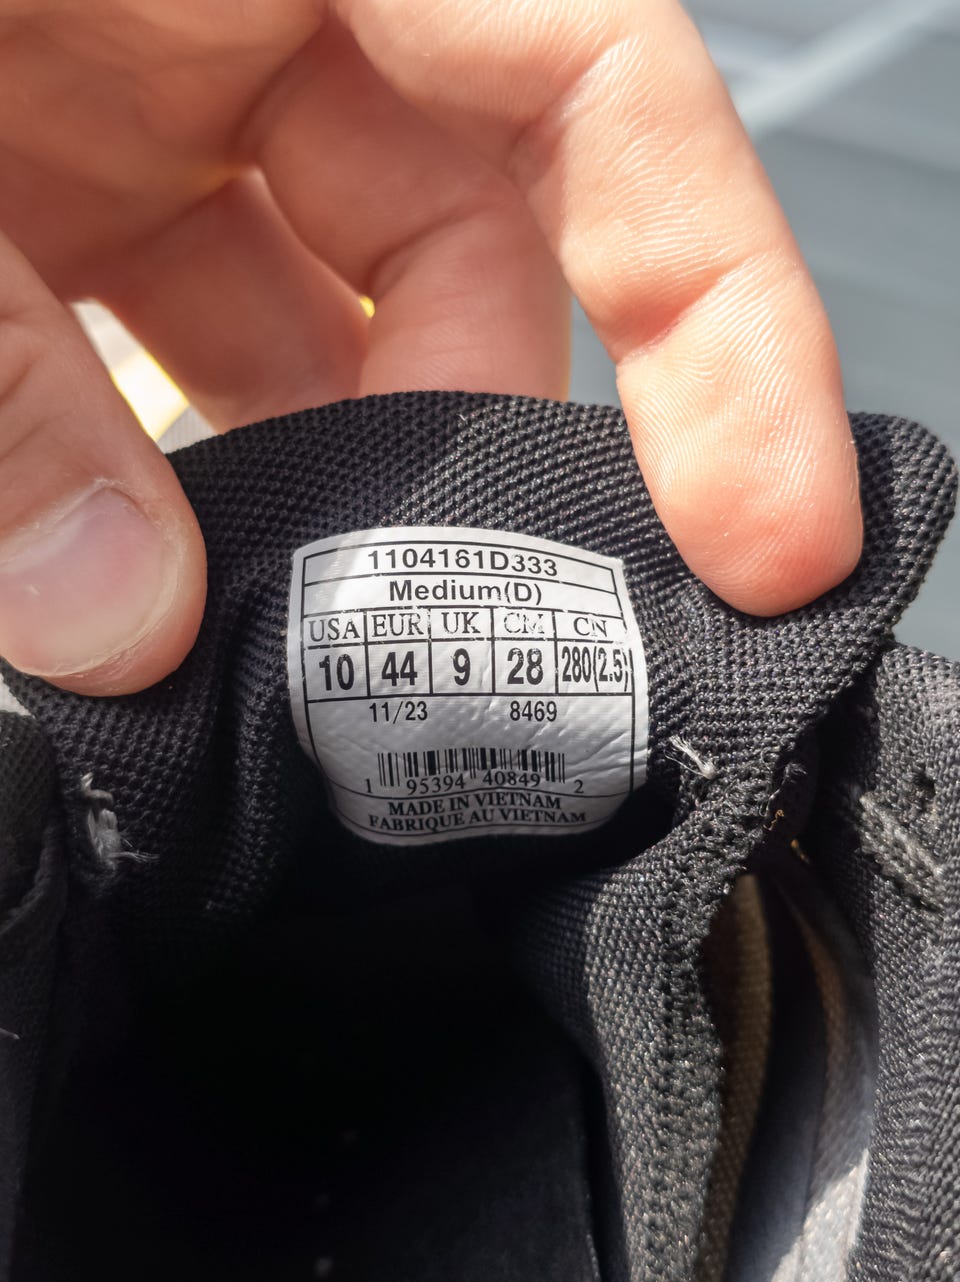 1104161D333
Medium(D)
USA EUR UK CM CN
10 44 9 28 280(2.5)
11/23 8469
1 95394 40849 2
MADE IN VIETNAM
FABRIQUE AU VIETNAM